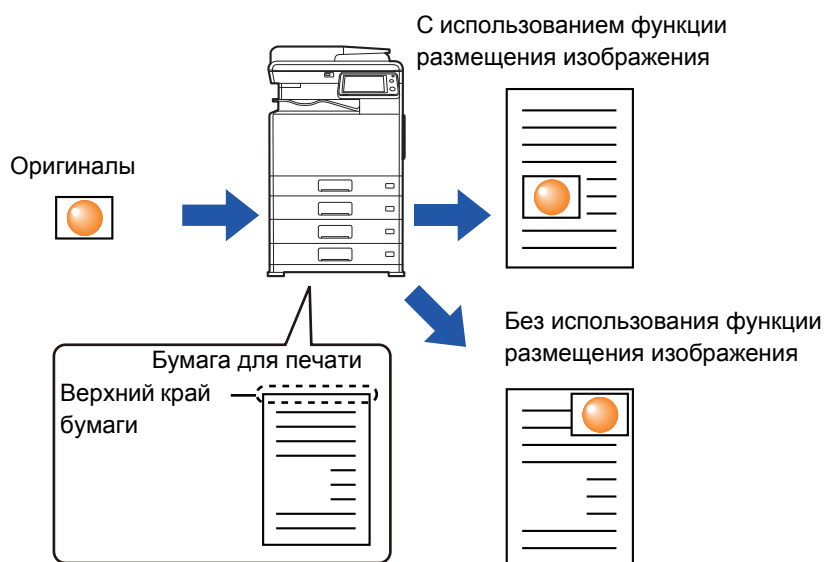 С использованием функции
размещения изображения
Оригиналы
Без использования функции
размещения изображения
Бумага для печати
Верхний край
бумаги